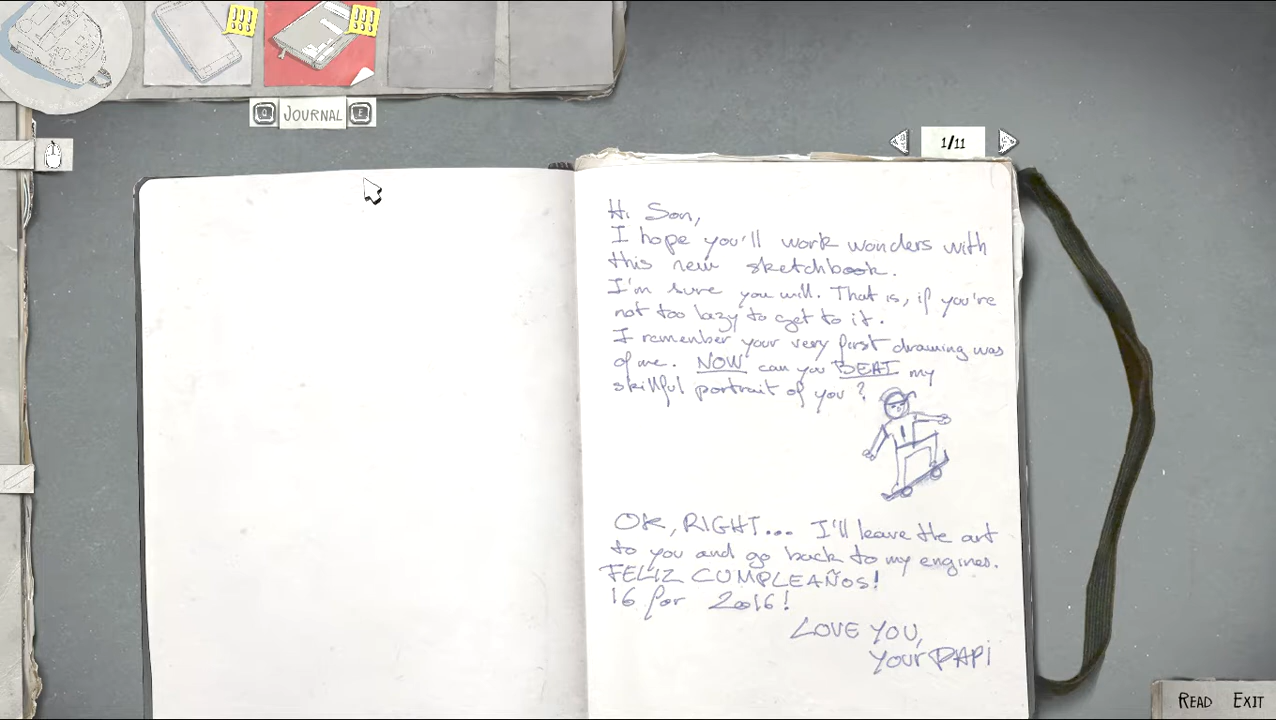 Q JOURNAL E
1/11
Hi Son,
I hope you'll work wonders with
this new sketchbook.
I'm sure you will. That is, if you're
not too lazy to get to it.
I remember your very first drawing was
of me. NOW can you BEAT my
skillful portrait of you?
OK, RIGHT... I'll leave the art
to you and go back to my engines.
FELIZ CUMPLEAÑOS!
16 for 2016!
LOVE YOU,
Your PAPI
READ EXIT